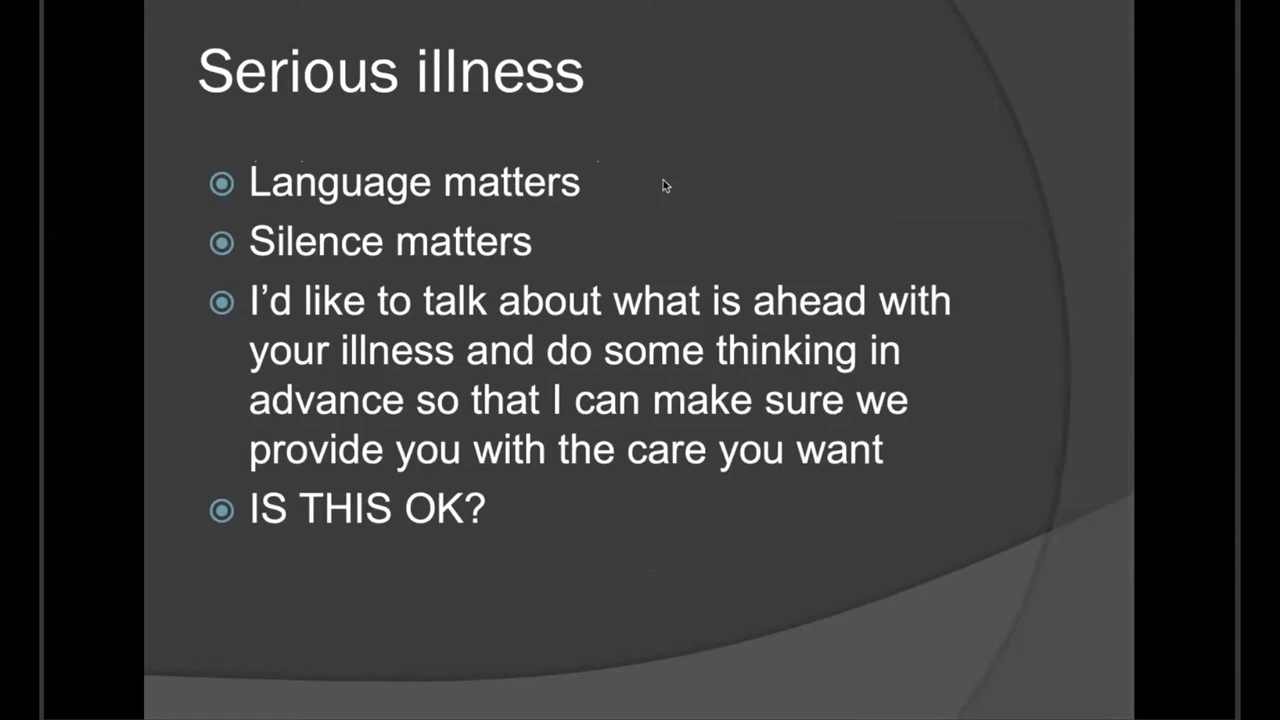 Serious illness
Language matters
Silence matters
I’d like to talk about what is ahead with
your illness and do some thinking in
advance so that I can make sure we
provide you with the care you want
IS THIS OK?